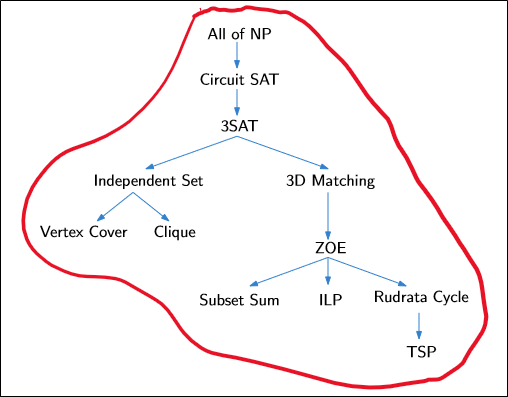 All of NP
Circuit SAT
3SAT
Independent Set
3D Matching
Vertex Cover
Clique
ZOE
Subset Sum
ILP
Rudrata Cycle
TSP